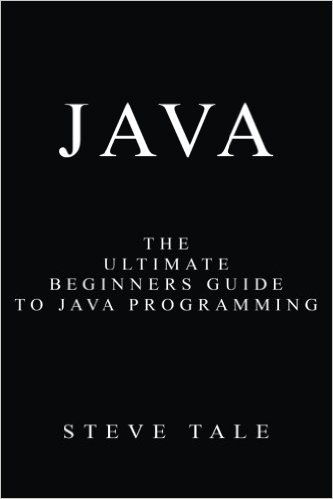 JAVA
THE
ULTIMATE
BEGINNERS GUIDE
TO JAVA PROGRAMMING
STEVE TALE